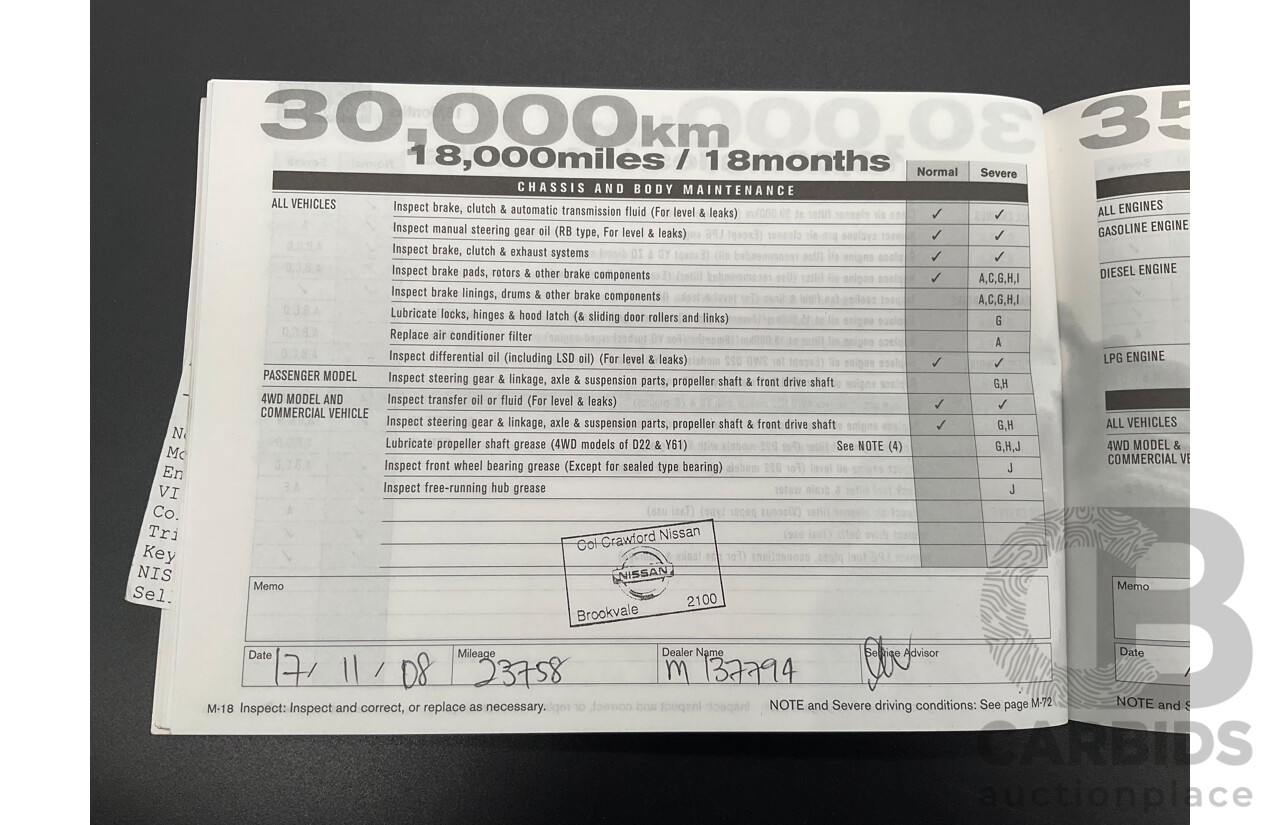 30,000km
18,000miles / 18months
Normal Severe
CHASSIS AND BODY MAINTENANCE
ALL VEHICLES
Inspect brake, clutch & automatic transmission fluid (For level & leaks) ✓ ✓
Inspect manual steering gear oil (RB type, For level & leaks) ✓ ✓
Inspect brake, clutch & exhaust systems ✓ ✓
Inspect brake pads, rotors & other brake components ✓ A,C,G,H,I
Inspect brake linings, drums & other brake components A,C,G,H,I
Lubricate locks, hinges & hood latch (& sliding door rollers and links) G
Replace air conditioner filter A
Inspect differential oil (including LSD oil) (For level & leaks) ✓ ✓
PASSENGER MODEL Inspect steering gear & linkage, axle & suspension parts, propeller shaft & front drive shaft G,H
4WD MODEL AND
COMMERCIAL VEHICLE
Inspect transfer oil or fluid (For level & leaks) ✓ ✓
Inspect steering gear & linkage, axle & suspension parts, propeller shaft & front drive shaft ✓ G,H
Lubricate propeller shaft grease (4WD models of D22 & Y61) See NOTE (4) G,H,J
Inspect front wheel bearing grease (Except for sealed type bearing) J
Inspect free-running hub grease J
Col Crawford Nissan
NISSAN
Brookvale 2100
Memo
Date 17/11/08 Mileage 23758 Dealer Name M 137794 Service Advisor
M-18 Inspect: Inspect and correct, or replace as necessary. NOTE and Severe driving conditions: See page M-72
35
ALL ENGINES
GASOLINE ENGINE
DIESEL ENGINE
LPG ENGINE
ALL VEHICLES
4WD MODEL &
COMMERCIAL VE
Memo
Date
NOTE and S
En
VI
Co.
Tri
Key
NIS
Sel
CB
CARBIDS
auctionplace